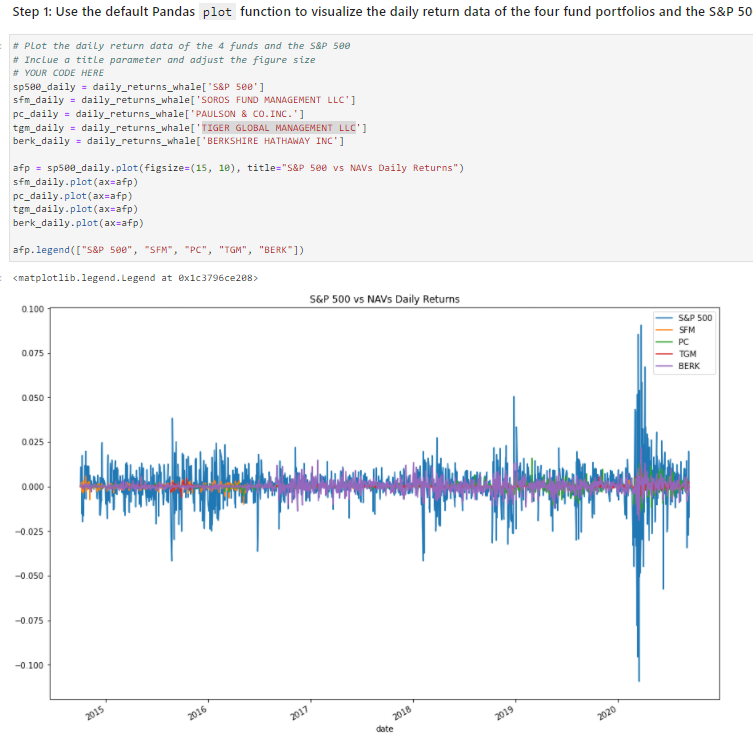 Step 1: Use the default Pandas plot function to visualize the daily return data of the four fund portfolios and the S&P 50
# Plot the daily return data of the 4 funds and the S&P 500
# Inclue a title parameter and adjust the figure size
# YOUR CODE HERE
sp500_daily = daily_returns_whale['S&P 500']
sfm_daily = daily_returns_whale['SOROS FUND MANAGEMENT LLC']
pc_daily = daily_returns_whale['PAULSON & CO.INC.']
tgm_daily = daily_returns_whale['TIGER GLOBAL MANAGEMENT LLC']
berk_daily = daily_returns_whale['BERKSHIRE HATHAWAY INC']
afp = sp500_daily.plot(figsize=(15, 10), title="S&P 500 vs NAVs Daily Returns")
sfm_daily.plot(ax=afp)
pc_daily.plot(ax=afp)
tgm_daily.plot(ax=afp)
berk_daily.plot(ax=afp)
afp.legend(["S&P 500", "SFM", "PC", "TGM", "BERK"])
<matplotlib.legend.Legend at 0x1c3796ce208>
S&P 500 vs NAVs Daily Returns
0.100
0.075
0.050
0.025
0.000
−0.025
−0.050
−0.075
−0.100
S&P 500
SFM
PC
TGM
BERK
2015
2016
2017
2018
2019
2020
date